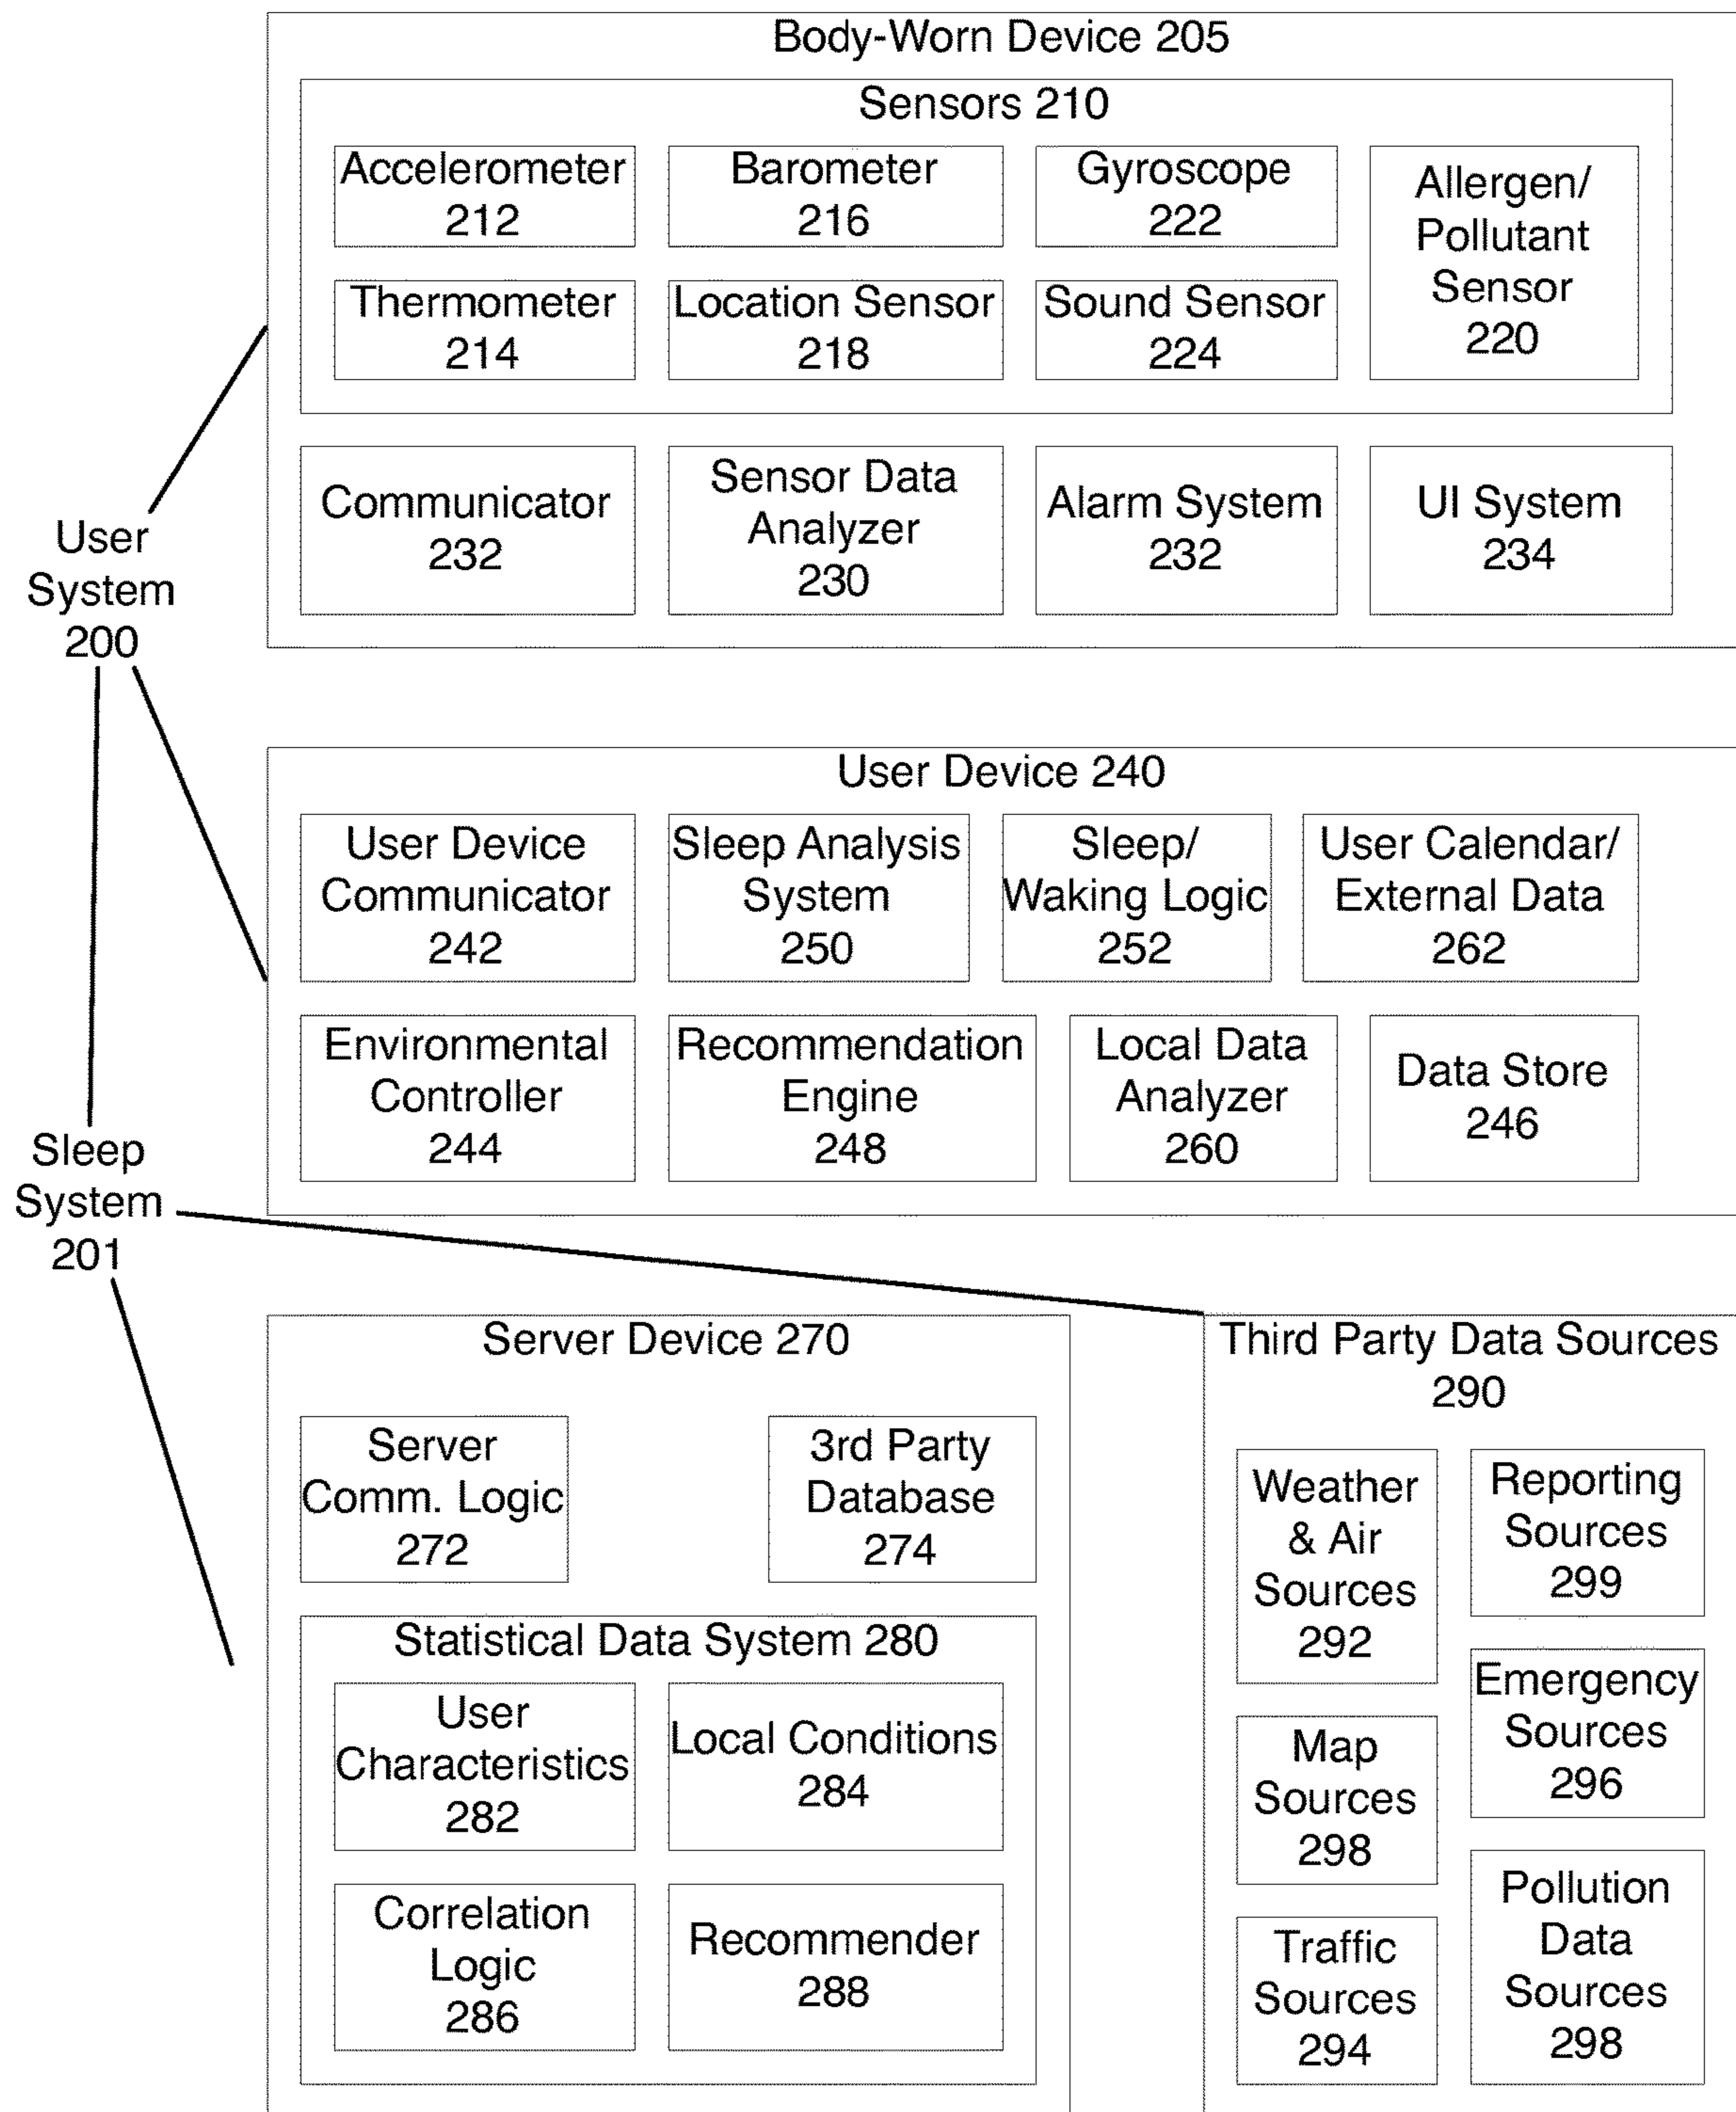 Body-Worn Device 205
Sensors 210
Accelerometer
212
Barometer
216
Gyroscope
222
Allergen/
Pollutant
Sensor
220
Thermometer
214
Location Sensor
218
Sound Sensor
224
Communicator
232
Sensor Data
Analyzer
230
Alarm System
232
UI System
234
User
System
200
User Device 240
User Device
Communicator
242
Sleep Analysis
System
250
Sleep/
Waking Logic
252
User Calendar/
External Data
262
Environmental
Controller
244
Recommendation
Engine
248
Local Data
Analyzer
260
Data Store
246
Sleep
System
201
Server Device 270
Server
Comm. Logic
272
3rd Party
Database
274
Statistical Data System 280
User
Characteristics
282
Local Conditions
284
Correlation
Logic
286
Recommender
288
Third Party Data Sources
290
Weather
& Air
Sources
292
Reporting
Sources
299
Emergency
Sources
296
Map
Sources
298
Traffic
Sources
294
Pollution
Data
Sources
298